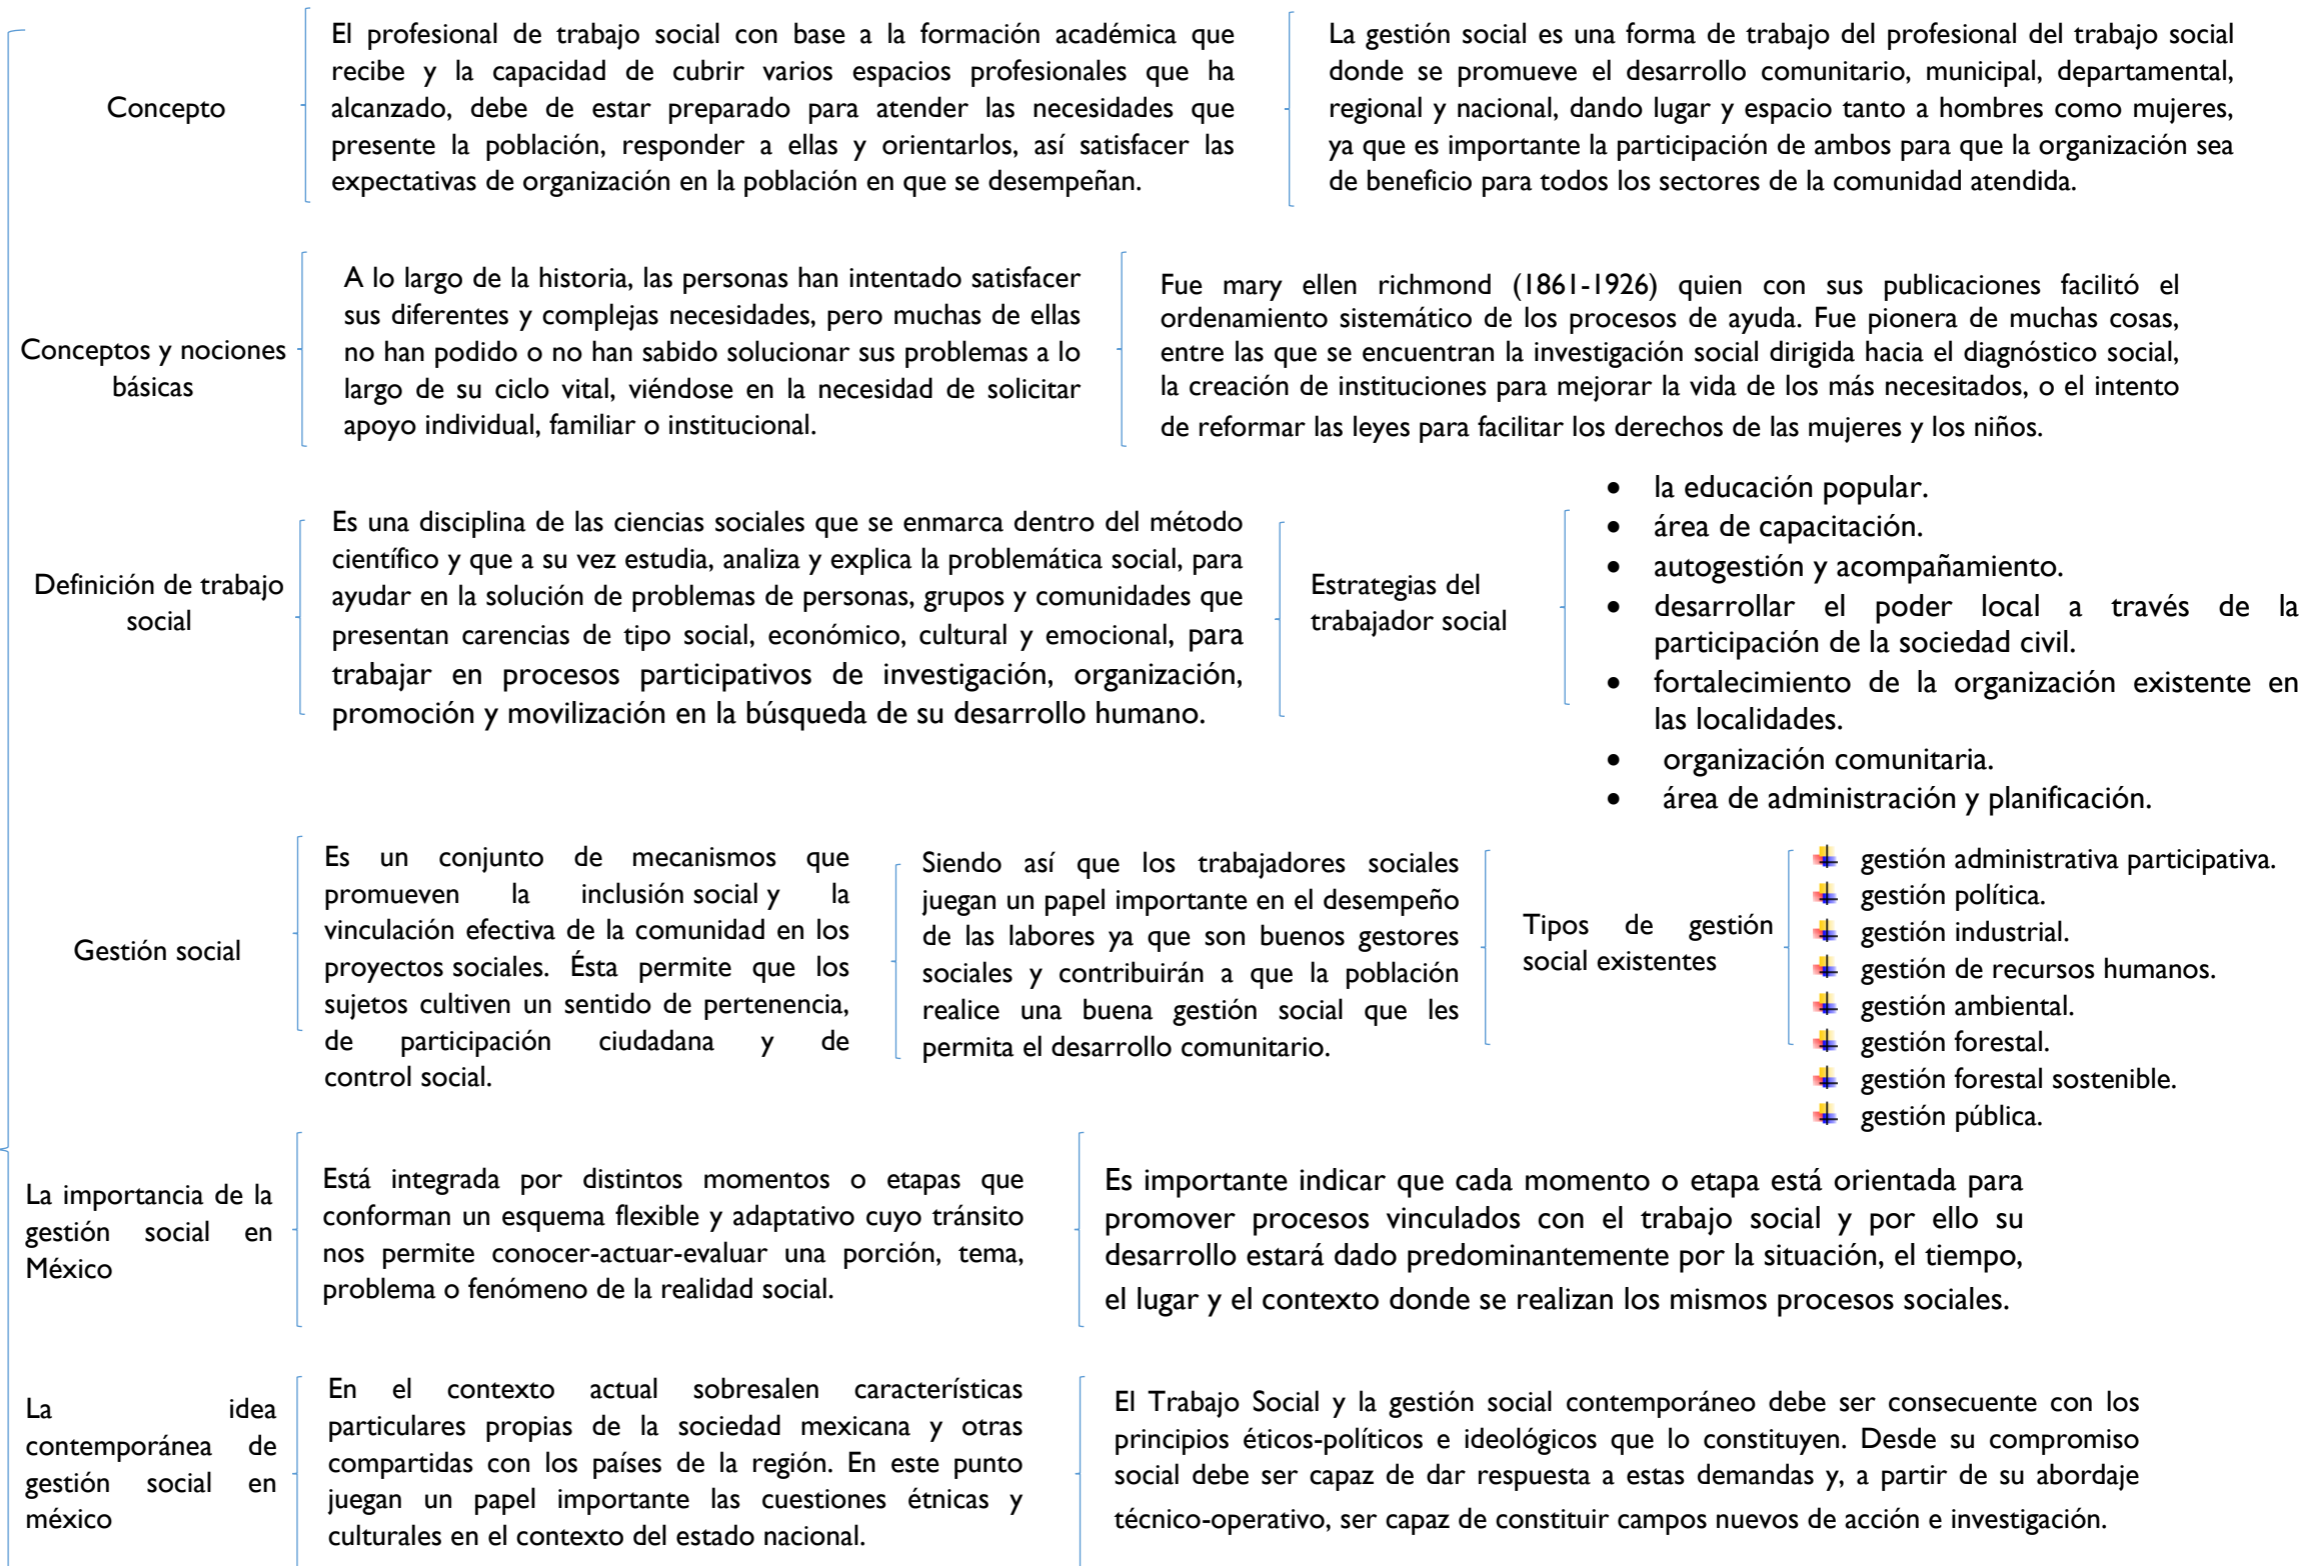 Concepto
El profesional de trabajo social con base a la formación académica que
recibe y la capacidad de cubrir varios espacios profesionales que ha
alcanzado, debe de estar preparado para atender las necesidades que
presente la población, responder a ellas y orientarlos, así satisfacer las
expectativas de organización en la población en que se desempeñan.
La gestión social es una forma de trabajo del profesional del trabajo social
donde se promueve el desarrollo comunitario, municipal, departamental,
regional y nacional, dando lugar y espacio tanto a hombres como mujeres,
ya que es importante la participación de ambos para que la organización sea
de beneficio para todos los sectores de la comunidad atendida.
Conceptos y nociones
básicas
A lo largo de la historia, las personas han intentado satisfacer
sus diferentes y complejas necesidades, pero muchas de ellas
no han podido o no han sabido solucionar sus problemas a lo
largo de su ciclo vital, viéndose en la necesidad de solicitar
apoyo individual, familiar o institucional.
Fue mary ellen richmond (1861-1926) quien con sus publicaciones facilitó el
ordenamiento sistemático de los procesos de ayuda. Fue pionera de muchas cosas,
entre las que se encuentran la investigación social dirigida hacia el diagnóstico social,
la creación de instituciones para mejorar la vida de los más necesitados, o el intento
de reformar las leyes para facilitar los derechos de las mujeres y los niños.
Definición de trabajo
social
Es una disciplina de las ciencias sociales que se enmarca dentro del método
científico y que a su vez estudia, analiza y explica la problemática social, para
ayudar en la solución de problemas de personas, grupos y comunidades que
presentan carencias de tipo social, económico, cultural y emocional, para
trabajar en procesos participativos de investigación, organización,
promoción y movilización en la búsqueda de su desarrollo humano.
Estrategias del
trabajador social
• la educación popular.
• área de capacitación.
• autogestión y acompañamiento.
• desarrollar el poder local a través de la
participación de la sociedad civil.
• fortalecimiento de la organización existente en
las localidades.
• organización comunitaria.
• área de administración y planificación.
Gestión social
Es un conjunto de mecanismos que
promueven la inclusión social y la
vinculación efectiva de la comunidad en los
proyectos sociales. Ésta permite que los
sujetos cultiven un sentido de pertenencia,
de participación ciudadana y de
control social.
Siendo así que los trabajadores sociales
juegan un papel importante en el desempeño
de las labores ya que son buenos gestores
sociales y contribuirán a que la población
realice una buena gestión social que les
permita el desarrollo comunitario.
Tipos de gestión
social existentes
gestión administrativa participativa.
gestión política.
gestión industrial.
gestión de recursos humanos.
gestión ambiental.
gestión forestal.
gestión forestal sostenible.
gestión pública.
La importancia de la
gestión social en
México
Está integrada por distintos momentos o etapas que
conforman un esquema flexible y adaptativo cuyo tránsito
nos permite conocer-actuar-evaluar una porción, tema,
problema o fenómeno de la realidad social.
Es importante indicar que cada momento o etapa está orientada para
promover procesos vinculados con el trabajo social y por ello su
desarrollo estará dado predominantemente por la situación, el tiempo,
el lugar y el contexto donde se realizan los mismos procesos sociales.
La idea
contemporánea de
gestión social en
méxico
En el contexto actual sobresalen características
particulares propias de la sociedad mexicana y otras
compartidas con los países de la región. En este punto
juegan un papel importante las cuestiones étnicas y
culturales en el contexto del estado nacional.
El Trabajo Social y la gestión social contemporáneo debe ser consecuente con los
principios éticos-políticos e ideológicos que lo constituyen. Desde su compromiso
social debe ser capaz de dar respuesta a estas demandas y, a partir de su abordaje
técnico-operativo, ser capaz de constituir campos nuevos de acción e investigación.